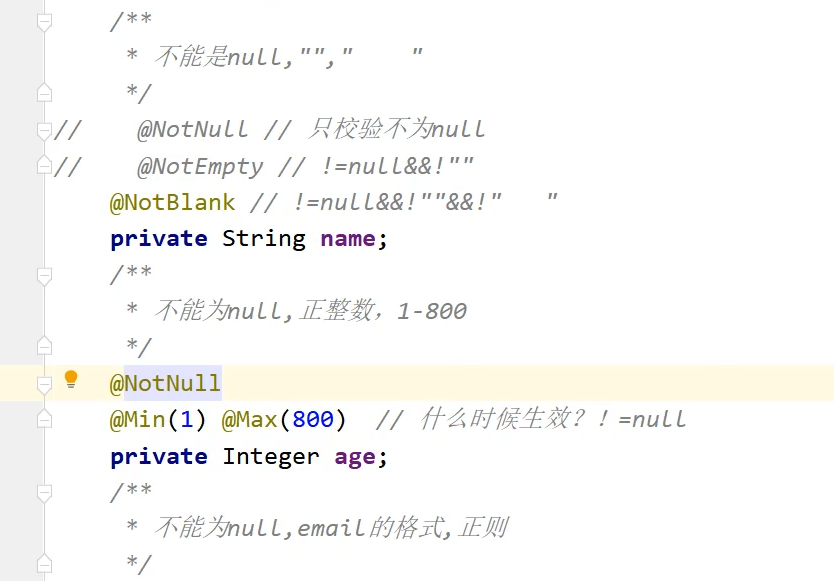 /**
* 不能是null,"","    "
*/
//    @NotNull // 只校验不为null
//    @NotEmpty // !=null&&!""
@NotBlank // !=null&&!""&&!"   "
private String name;
/**
* 不能为null,正整数，1-800
*/
@NotNull
@Min(1) @Max(800)  // 什么时候生效?！=null
private Integer age;
/**
* 不能为null,email的格式,正则
*/